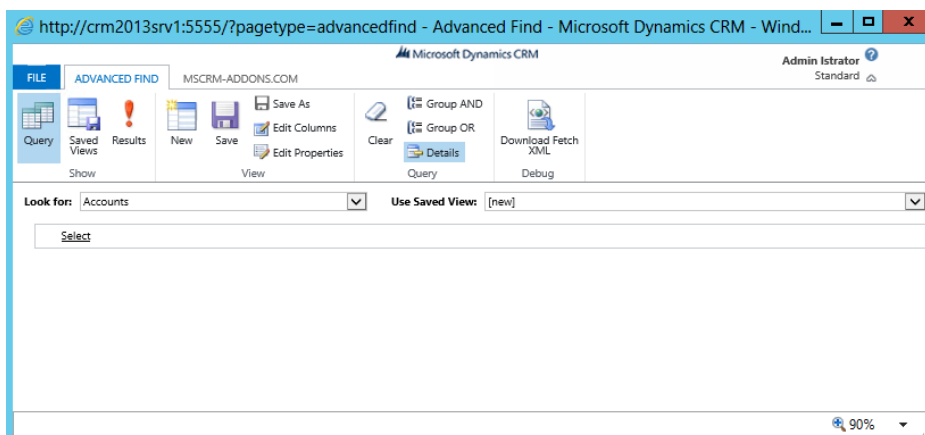 http://crm2013srv1:5555/?pagetype=advancedfind - Advanced Find - Microsoft Dynamics CRM - Wind...
Microsoft Dynamics CRM
Admin Istrator
Standard
FILE ADVANCED FIND MSCRM-ADDONS.COM
Query
Saved Views
Results
New
Save
Save As
Edit Columns
Edit Properties
Clear
Group AND
Group OR
Details
Download Fetch XML
Show View Query Debug
Look for: Accounts Use Saved View: [new]
Select
90%